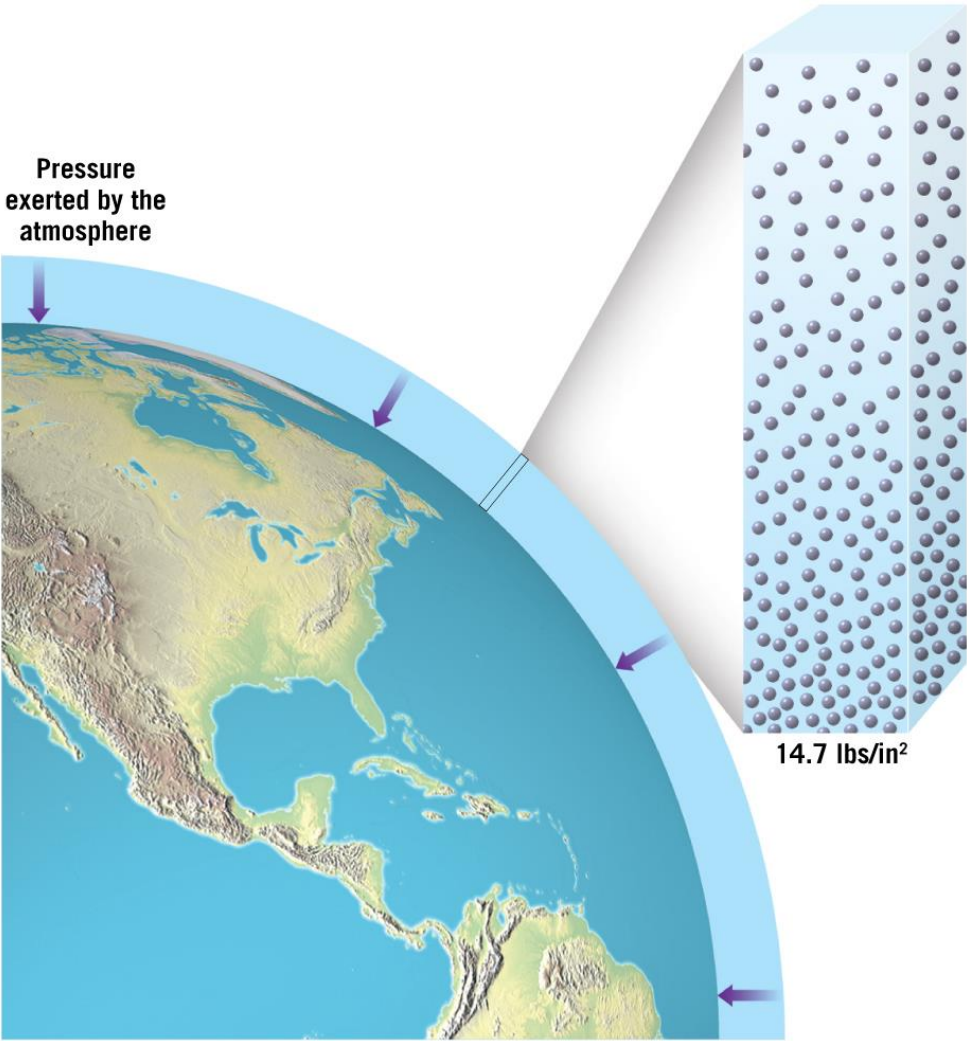 Pressure
exerted by the
atmosphere
14.7 lbs/in²